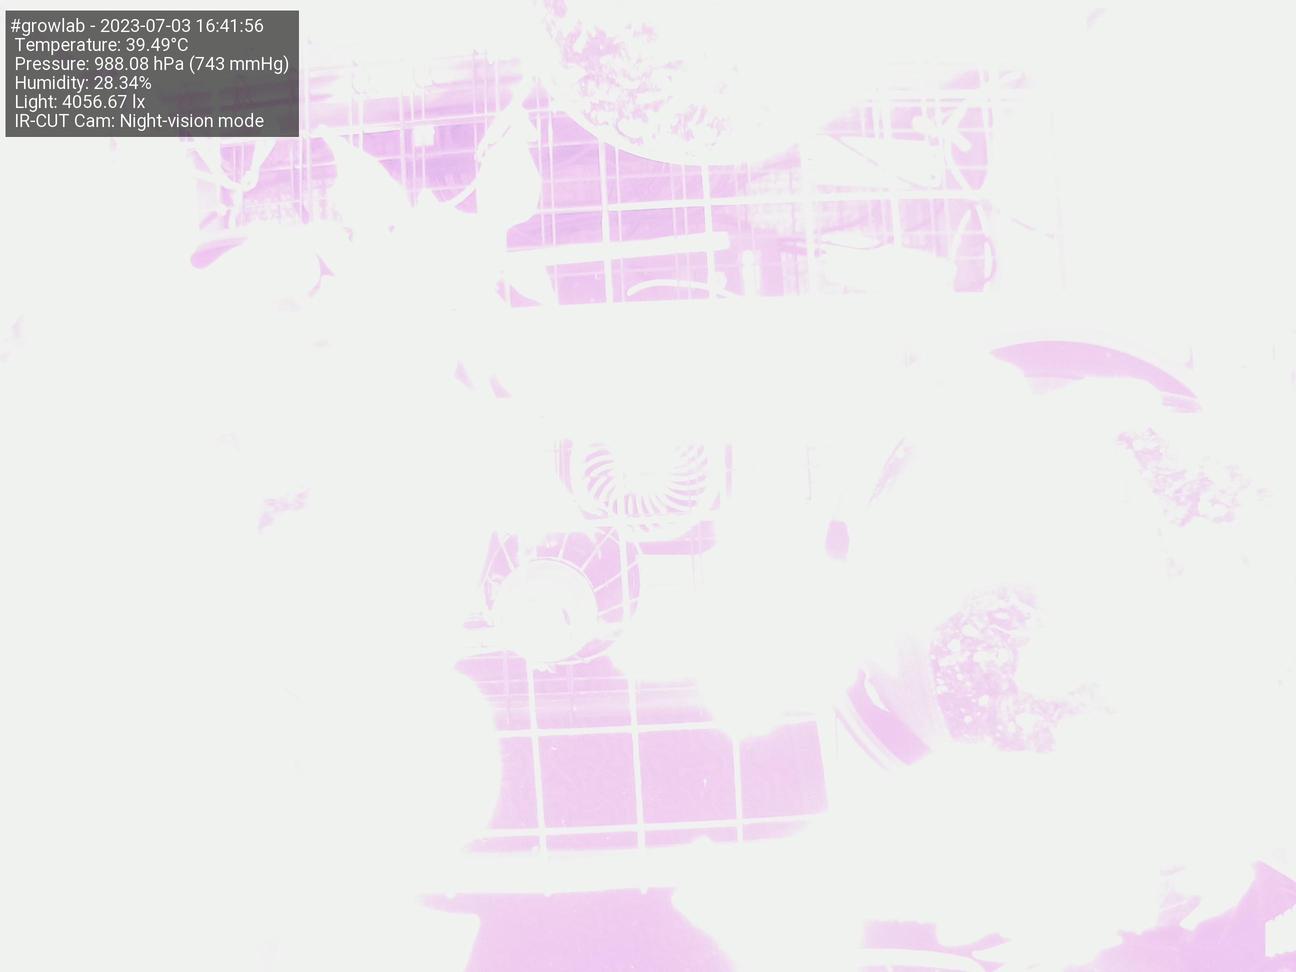 #growlab - 2023-07-03 16:41:56
Temperature: 39.49°C
Pressure: 988.08 hPa (743 mmHg)
Humidity: 28.34%
Light: 4056.67 lx
IR-CUT Cam: Night-vision mode